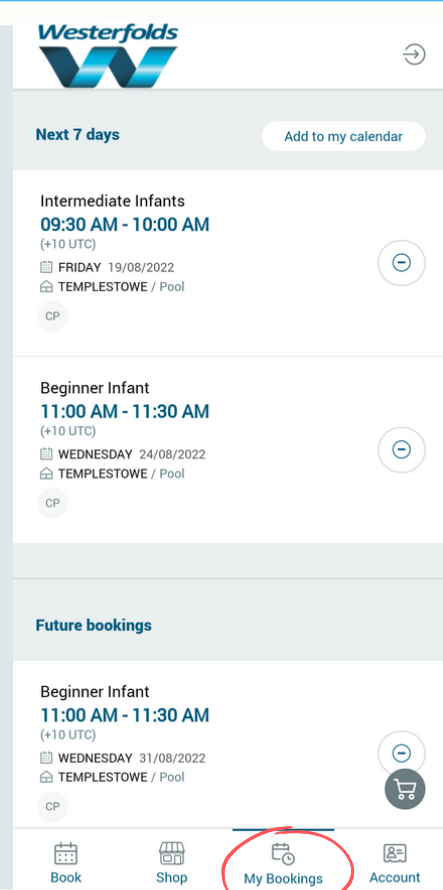 Westerfolds
Next 7 days
Add to my calendar
Intermediate Infants
09:30 AM - 10:00 AM
(+10 UTC)
FRIDAY 19/08/2022
TEMPLESTOWE / Pool
CP
Beginner Infant
11:00 AM - 11:30 AM
(+10 UTC)
WEDNESDAY 24/08/2022
TEMPLESTOWE / Pool
CP
Future bookings
Beginner Infant
11:00 AM - 11:30 AM
(+10 UTC)
WEDNESDAY 31/08/2022
TEMPLESTOWE / Pool
CP
Book Shop My Bookings Account